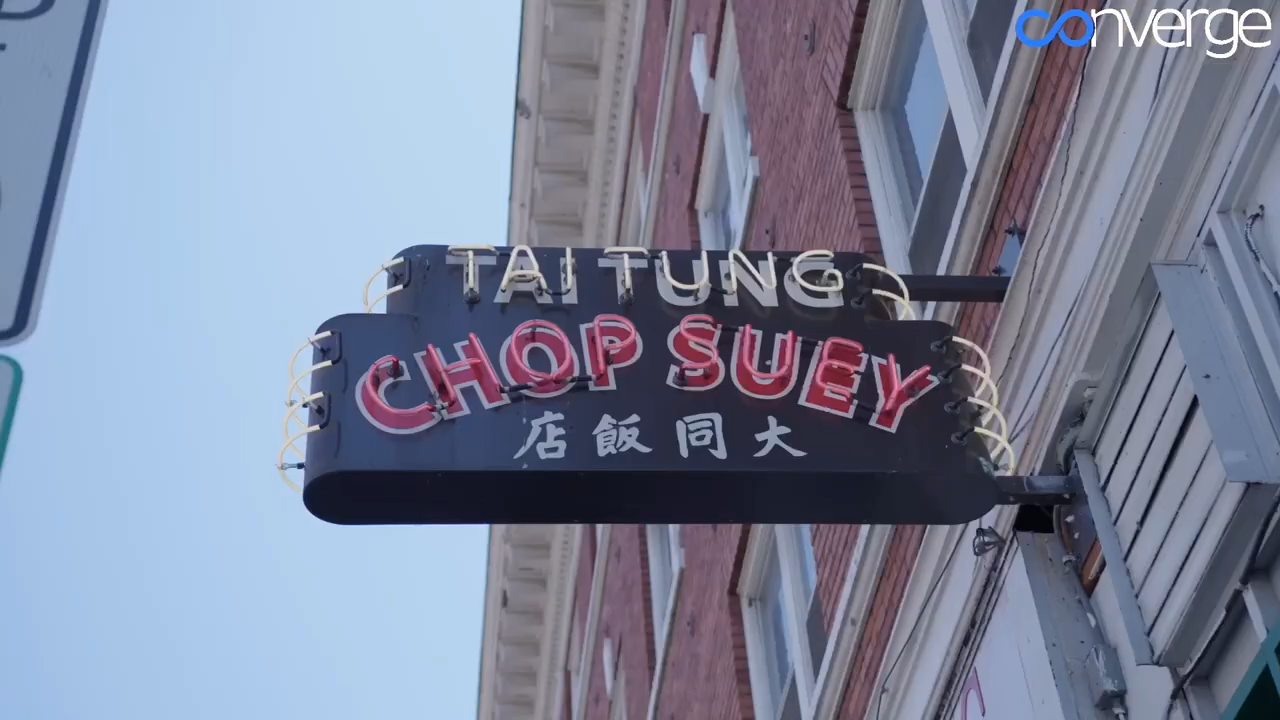 converge
TAI TUNG
CHOP SUEY
店飯同大